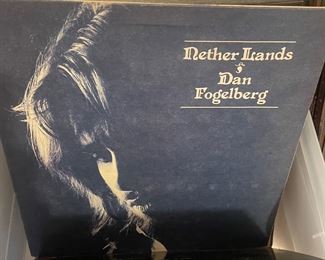 Nether Lands
Dan
Fogelberg